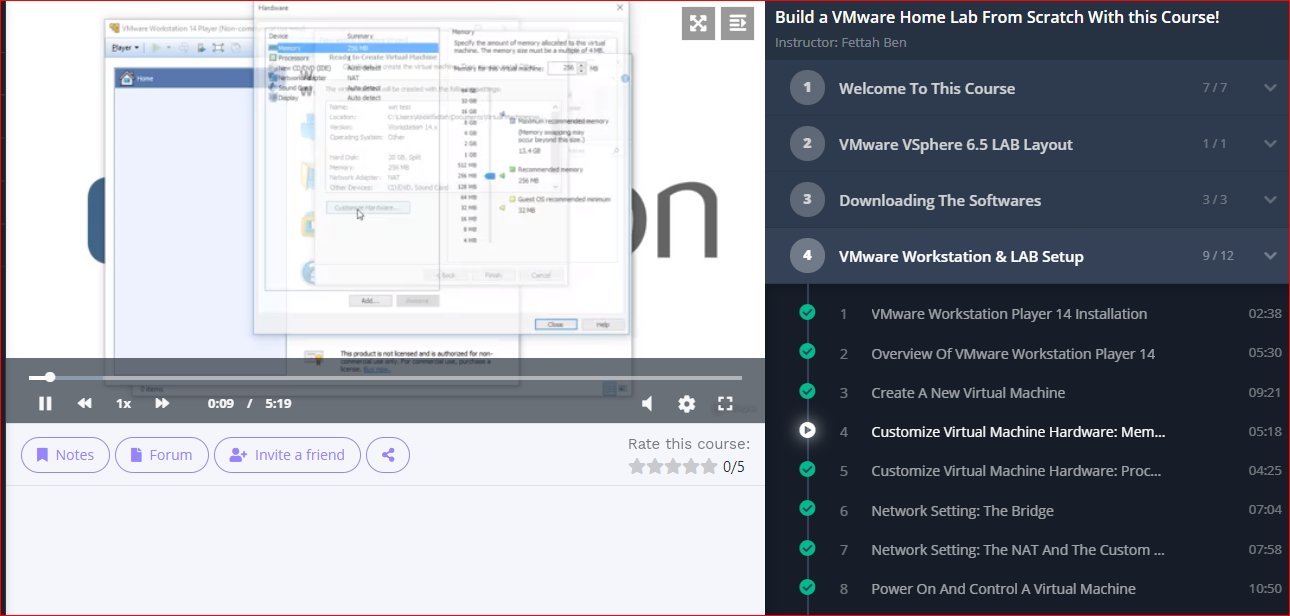 Hardware
VMware Workstation 14 Player (Non-com
Player
Home
Device
Summary
Memory
256 MB
Processors
New CD/DVD (IDE)
Auto detect
Network Adapter
NAT
Sound Card
Auto detect
Display
Auto detect
Ready to Create Virtual Machine
Memory
Specify the amount of memory allocated to this virtual
machine. The memory size must be a multiple of 4 MB.
Memory for this virtual machine:
256
MB
64 GB
32 GB
16 GB
8 GB
4 GB
2 GB
1 GB
512 MB
256 MB
128 MB
64 MB
32 MB
16 MB
8 MB
4 MB
Maximum recommended memory
(Memory swapping may
occur beyond this size.)
13.4 GB
Recommended memory
256 MB
Guest OS recommended minimum
32 MB
Name:
Location:
Version:
Workstation 14.x
Operating System:
Other
Hard Disk:
20 GB, Split
Memory:
256 MB
Network Adapter:
NAT
Other Devices:
CD/DVD, Sound Card
Customize Hardware...
< Back
Finish
Cancel
Add...
Remove
Close
Help
This product is not licensed and is authorized for non-
commercial use only. For commercial use, purchase a
license. Buy now.
on
0:09 / 5:19
1x
Notes
Forum
Invite a friend
Rate this course:
0/5
Build a VMware Home Lab From Scratch With this Course!
Instructor: Fettah Ben
1 Welcome To This Course 7 / 7
2 VMware VSphere 6.5 LAB Layout 1 / 1
3 Downloading The Softwares 3 / 3
4 VMware Workstation & LAB Setup 9 / 12
1 VMware Workstation Player 14 Installation 02:38
2 Overview Of VMware Workstation Player 14 05:30
3 Create A New Virtual Machine 09:21
4 Customize Virtual Machine Hardware: Mem... 05:18
5 Customize Virtual Machine Hardware: Proc... 04:25
6 Network Setting: The Bridge 07:04
7 Network Setting: The NAT And The Custom ... 07:58
8 Power On And Control A Virtual Machine 10:50